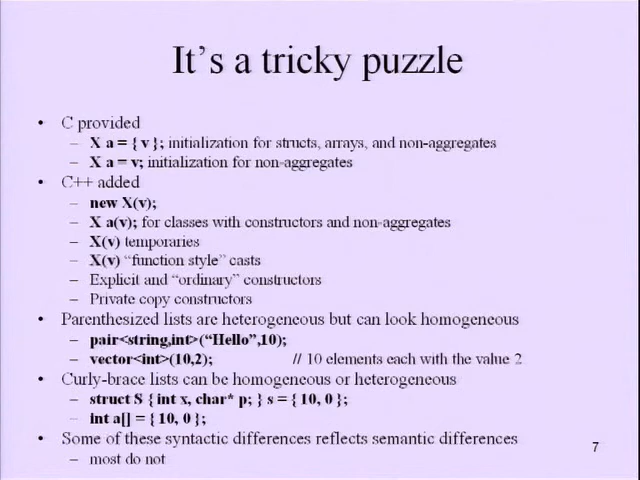 It's a tricky puzzle
• C provided
– X a = { v }; initialization for structs, arrays, and non-aggregates
– X a = v; initialization for non-aggregates
• C++ added
– new X(v);
– X a(v); for classes with constructors and non-aggregates
– X(v) temporaries
– X(v) “function style” casts
– Explicit and “ordinary” constructors
– Private copy constructors
• Parenthesized lists are heterogeneous but can look homogeneous
– pair<string,int>(“Hello”,10);
– vector<int>(10,2); // 10 elements each with the value 2
• Curly-brace lists can be homogeneous or heterogeneous
– struct S { int x, char* p; } s = { 10, 0 };
– int a[] = { 10, 0 };
• Some of these syntactic differences reflects semantic differences
– most do not
7